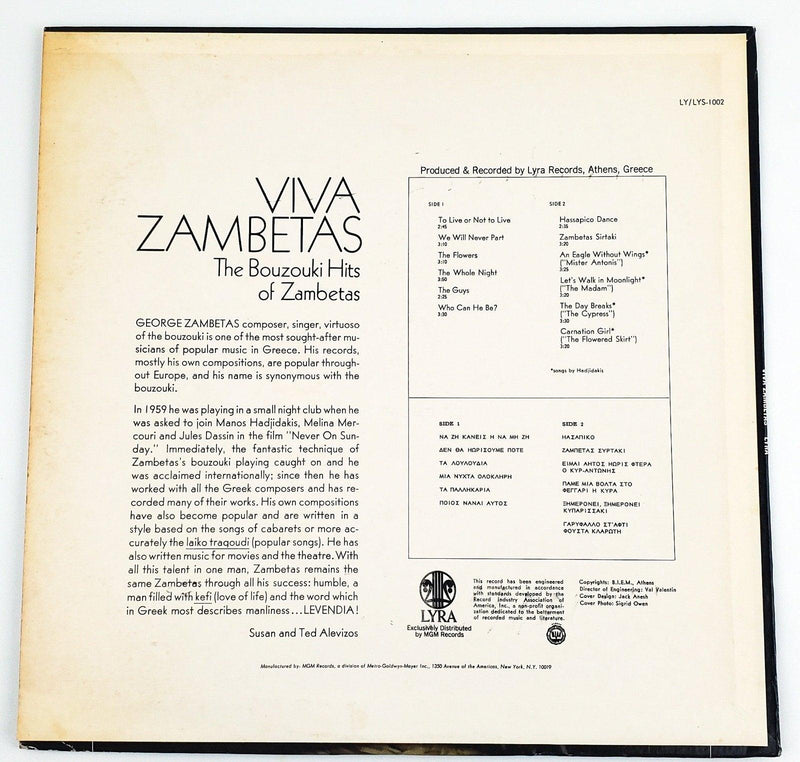 LY/LYS-1002
VIVA
ZAMBETAS
The Bouzouki Hits
of Zambetas
GEORGE ZAMBETAS composer, singer, virtuoso
of the bouzouki is one of the most sought-after mu-
sicians of popular music in Greece. His records,
mostly his own compositions, are popular through-
out Europe, and his name is synonymous with the
bouzouki.
In 1959 he was playing in a small night club when he
was asked to join Manos Hadjidakis, Melina Mer-
couri and Jules Dassin in the film "Never On Sun-
day." Immediately, the fantastic technique of
Zambetas's bouzouki playing caught on and he
was acclaimed internationally; since then he has
worked with all the Greek composers and has re-
corded many of their works. His own compositions
have also become popular and are written in a
style based on the songs of cabarets or more ac-
curately the laiko traqoudi (popular songs). He has
also written music for movies and the theatre. With
all this talent in one man, Zambetas remains the
same Zambetas through all his success: humble, a
man filled with kefi (love of life) and the word which
in Greek most describes manliness...LEVENDIA!
Susan and Ted Alevizos
Produced & Recorded by Lyra Records, Athens, Greece
SIDE 1
To Live or Not to Live
2:45
We Will Never Part
3:10
The Flowers
3:10
The Whole Night
3:50
The Guys
2:25
Who Can He Be?
3:30
SIDE 2
Hassapico Dance
2:35
Zambetas Sirtaki
3:20
An Eagle Without Wings*
("Mister Antonis")
3:25
Let's Walk in Moonlight*
("The Madam")
3:20
The Day Breaks*
("The Cypress")
3:30
Carnation Girl*
("The Flowered Skirt")
3:20
*songs by Hadjidakis
SIDE 1
ΝΑ ΖΗ ΚΑΝΕΙΣ Η ΝΑ ΜΗ ΖΗ
ΔΕΝ ΘΑ ΧΩΡΙΣΟΥΜΕ ΠΟΤΕ
ΤΑ ΛΟΥΛΟΥΔΙΑ
ΜΙΑ ΝΥΧΤΑ ΟΛΟΚΛΗΡΗ
ΤΑ ΠΑΛΛΗΚΑΡΙΑ
ΠΟΙΟΣ ΝΑΝΑΙ ΑΥΤΟΣ
SIDE 2
ΧΑΣΑΠΙΚΟ
ΖΑΜΠΕΤΑΣ ΣΥΡΤΑΚΙ
ΕΙΜΑΙ ΑΗΤΟΣ ΧΩΡΙΣ ΦΤΕΡΑ
Ο ΚΥΡ-ΑΝΤΩΝΗΣ
ΠΑΜΕ ΜΙΑ ΒΟΛΤΑ ΣΤΟ
ΦΕΓΓΑΡΙ Η ΚΥΡΑ
ΞΗΜΕΡΩΝΕΙ, ΞΗΜΕΡΩΝΕΙ
ΚΥΠΑΡΙΣΣΑΚΙ
ΓΑΡΥΦΑΛΛΟ ΣΤ'ΑΦΤΙ
ΦΟΥΣΤΑ ΚΛΑΡΩΤΗ
LYRA
Exclusively Distributed
by MGM Records
This record has been engineered
and manufactured in accordance
with standards developed by the
Record Industry Association of
America, Inc., a non-profit organi-
zation dedicated to the betterment
of recorded music and literature.
Copyrights: B.I.E.M., Athens
Director of Engineering: Val Valentin
Cover Design: Jack Anesh
Cover Photo: Sigrid Owen
Manufactured by: MGM Records, a division of Metro-Goldwyn-Mayer Inc., 1350 Avenue of the Americas, New York, N.Y. 10019
VIVA ZAMBETAS LYRA